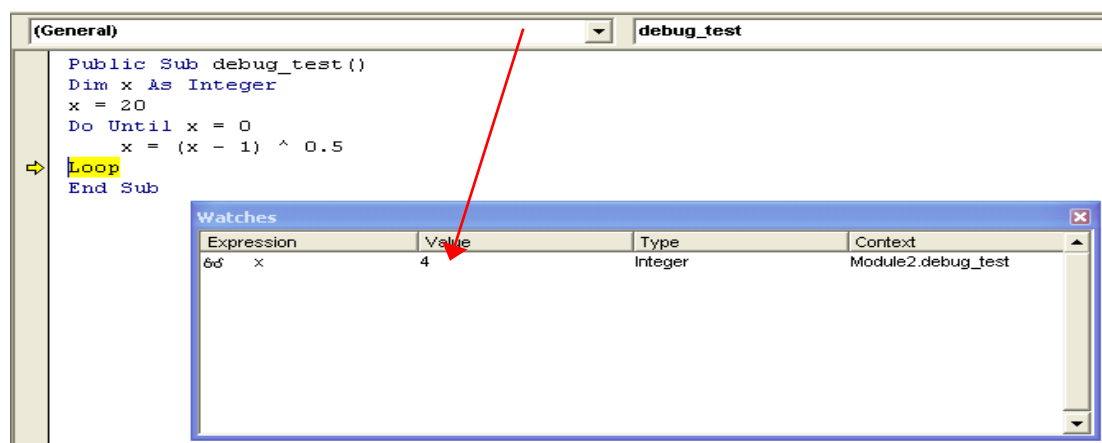 (General) debug_test
Public Sub debug_test()
Dim x As Integer
x = 20
Do Until x = 0
    x = (x - 1) ^ 0.5
Loop
End Sub
Watches
Expression Value Type Context
x 4 Integer Module2.debug_test